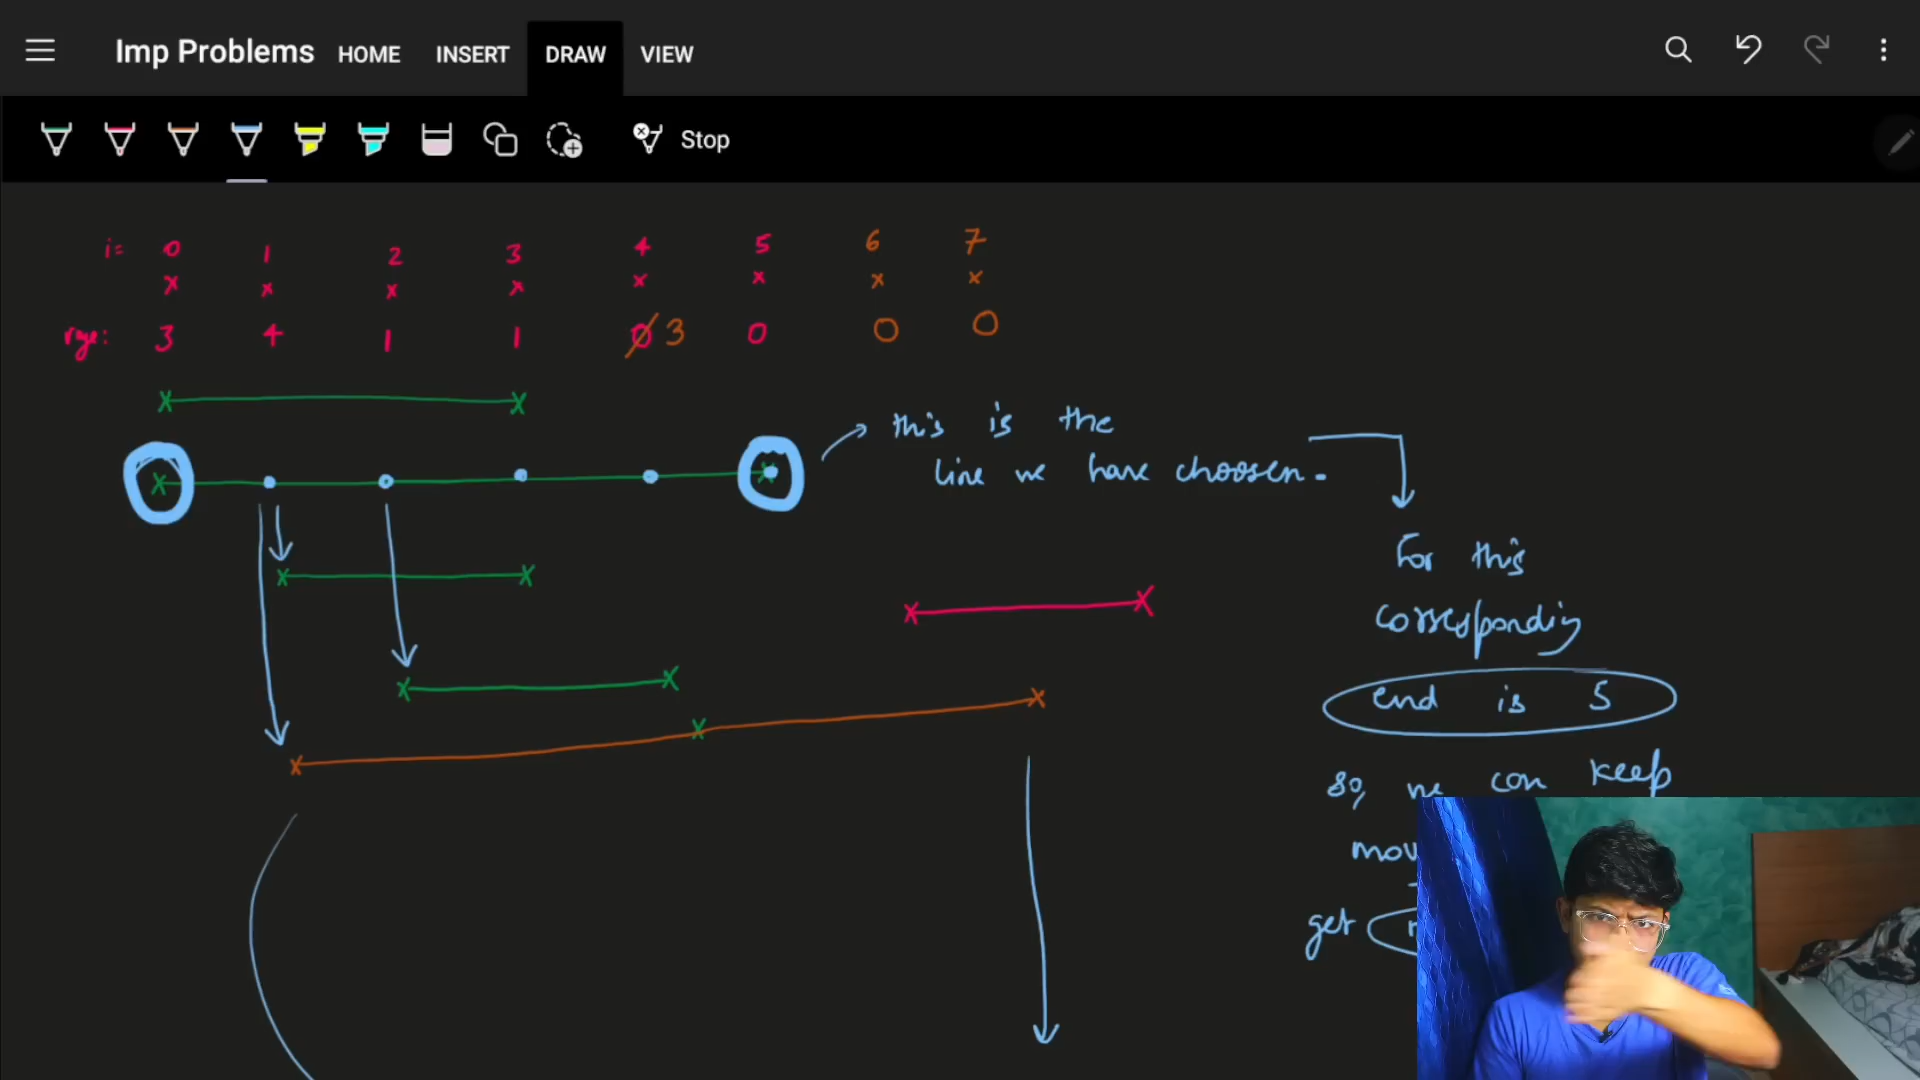 Imp Problems HOME INSERT DRAW VIEW
Stop
i= 0 1 2 3 4 5 6 7
x x x x x x x x
rge: 3 4 1 1 0 3 0 0 0
this is the
line we have choosen.
For this
corresponding
end is 5
so, we can keep
get